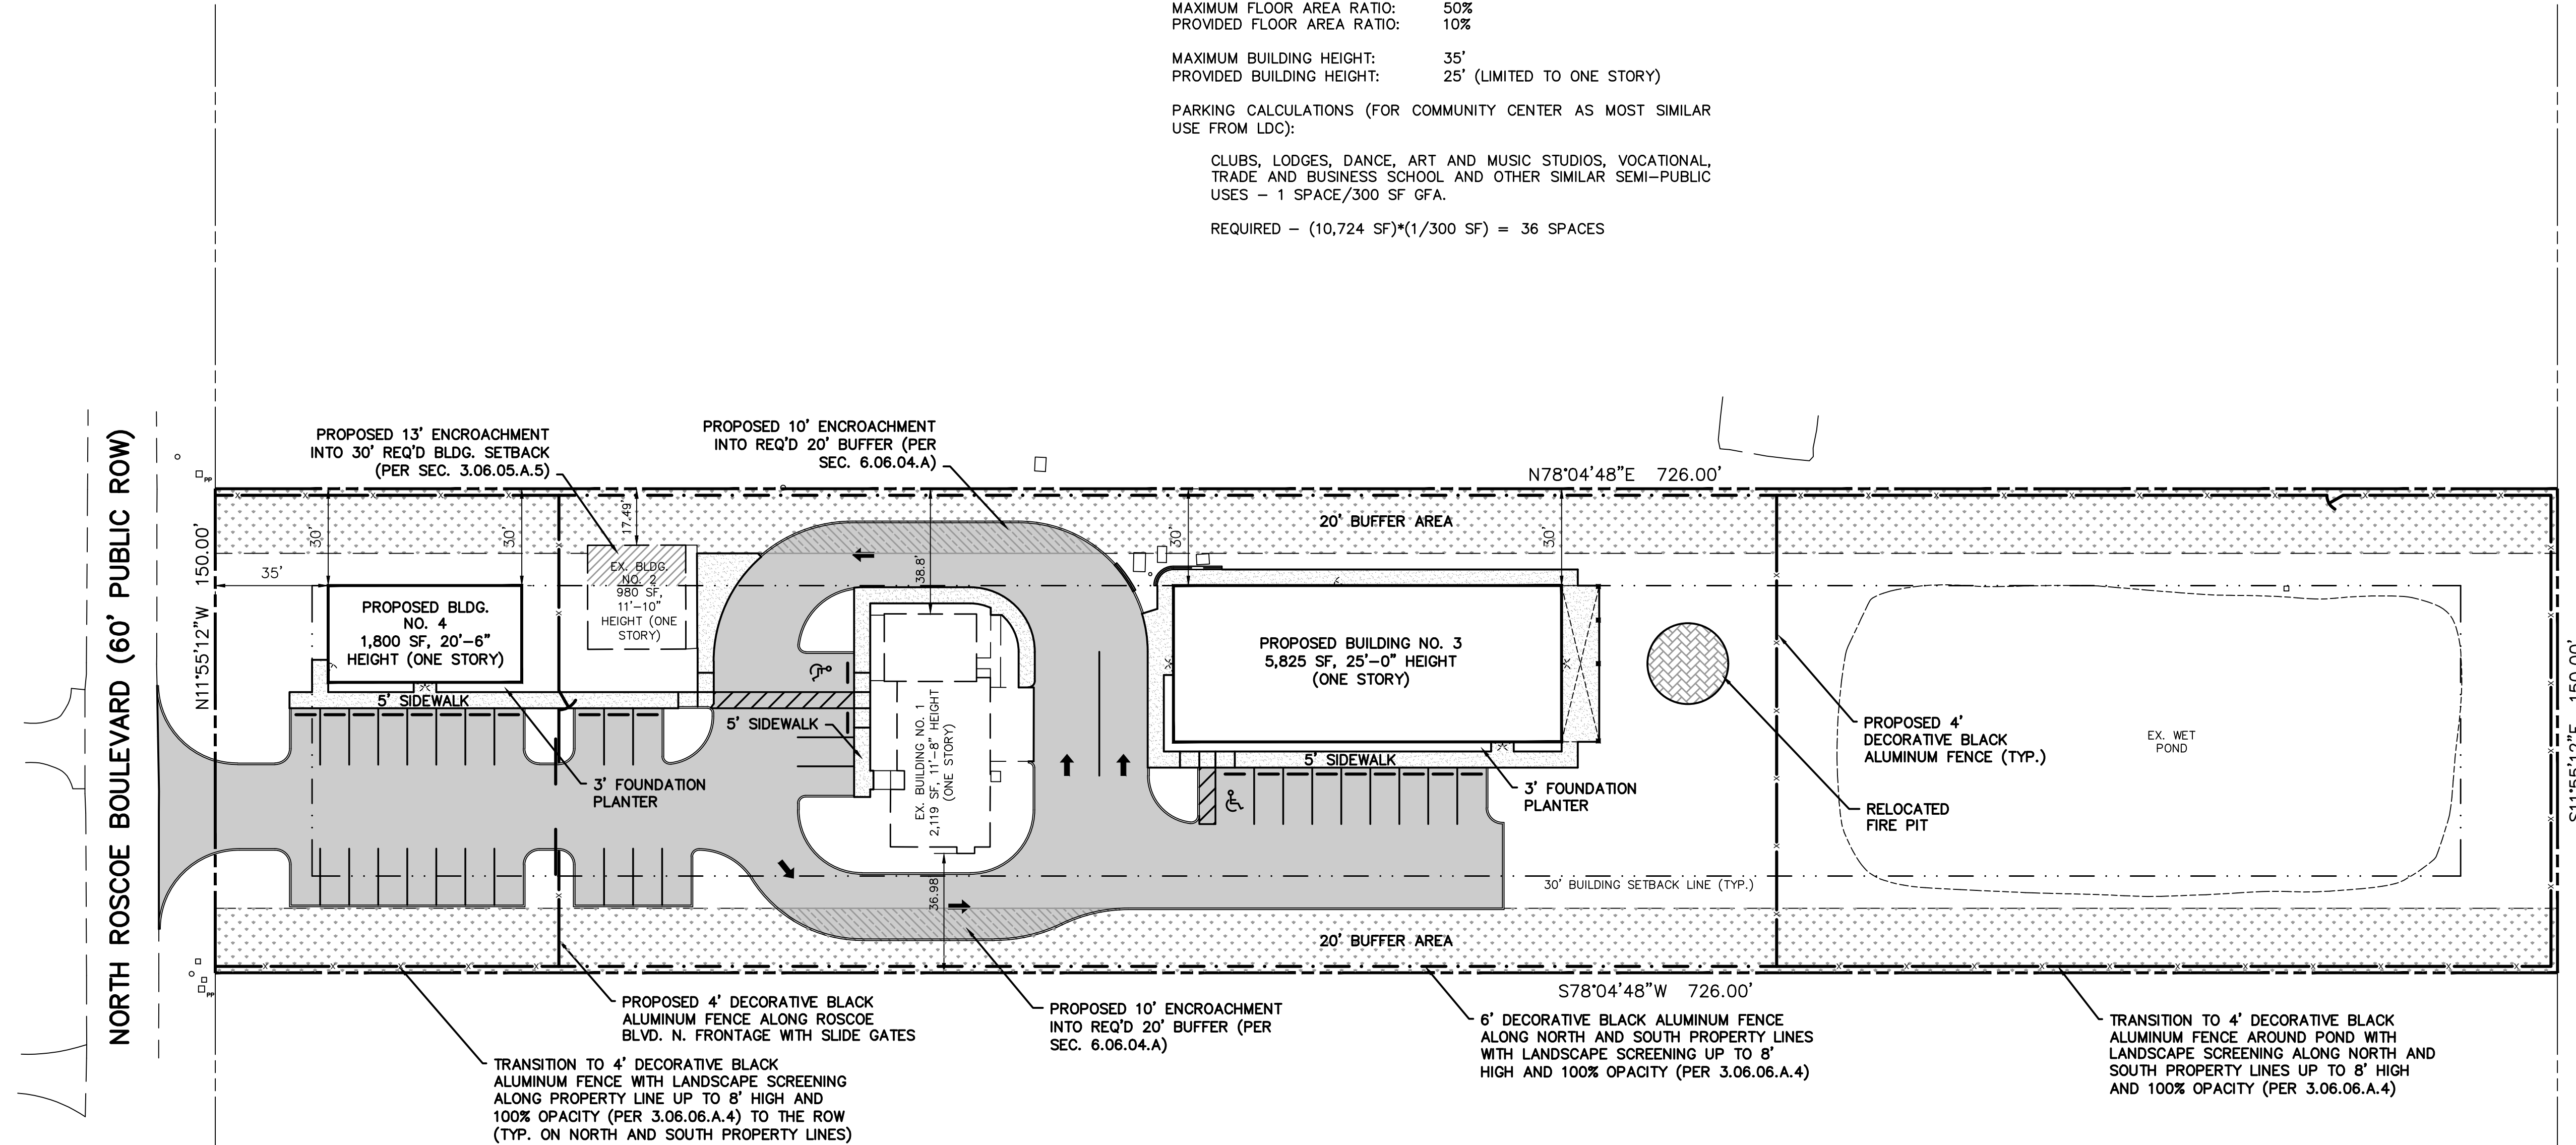 MAXIMUM FLOOR AREA RATIO: 50%
PROVIDED FLOOR AREA RATIO: 10%
MAXIMUM BUILDING HEIGHT: 35'
PROVIDED BUILDING HEIGHT: 25' (LIMITED TO ONE STORY)
PARKING CALCULATIONS (FOR COMMUNITY CENTER AS MOST SIMILAR
USE FROM LDC):
CLUBS, LODGES, DANCE, ART AND MUSIC STUDIOS, VOCATIONAL,
TRADE AND BUSINESS SCHOOL AND OTHER SIMILAR SEMI-PUBLIC
USES – 1 SPACE/300 SF GFA.
REQUIRED – (10,724 SF)*(1/300 SF) = 36 SPACES
NORTH ROSCOE BOULEVARD (60' PUBLIC ROW)
PP
PP
N11°55'12"W 150.00'
PROPOSED 13' ENCROACHMENT
INTO 30' REQ'D BLDG. SETBACK
(PER SEC. 3.06.05.A.5)
PROPOSED 10' ENCROACHMENT
INTO REQ'D 20' BUFFER (PER
SEC. 6.06.04.A)
N78°04'48"E 726.00'
20' BUFFER AREA
30'
30'
17.49'
38.8'
30'
30'
35'
PROPOSED BLDG.
NO. 4
1,800 SF, 20'-6"
HEIGHT (ONE STORY)
EX. BLDG.
NO. 2
980 SF,
11'-10"
HEIGHT (ONE
STORY)
5' SIDEWALK
5' SIDEWALK
3' FOUNDATION
PLANTER
EX. BUILDING NO. 1
2,119 SF, 11'-8" HEIGHT
(ONE STORY)
36.98'
PROPOSED BUILDING NO. 3
5,825 SF, 25'-0" HEIGHT
(ONE STORY)
5' SIDEWALK
3' FOUNDATION
PLANTER
PROPOSED 4'
DECORATIVE BLACK
ALUMINUM FENCE (TYP.)
RELOCATED
FIRE PIT
EX. WET
POND
30' BUILDING SETBACK LINE (TYP.)
S11°55'12"E 150.00'
20' BUFFER AREA
S78°04'48"W 726.00'
PROPOSED 4' DECORATIVE BLACK
ALUMINUM FENCE ALONG ROSCOE
BLVD. N. FRONTAGE WITH SLIDE GATES
TRANSITION TO 4' DECORATIVE BLACK
ALUMINUM FENCE WITH LANDSCAPE SCREENING
ALONG PROPERTY LINE UP TO 8' HIGH AND
100% OPACITY (PER 3.06.06.A.4) TO THE ROW
(TYP. ON NORTH AND SOUTH PROPERTY LINES)
PROPOSED 10' ENCROACHMENT
INTO REQ'D 20' BUFFER (PER
SEC. 6.06.04.A)
6' DECORATIVE BLACK ALUMINUM FENCE
ALONG NORTH AND SOUTH PROPERTY LINES
WITH LANDSCAPE SCREENING UP TO 8'
HIGH AND 100% OPACITY (PER 3.06.06.A.4)
TRANSITION TO 4' DECORATIVE BLACK
ALUMINUM FENCE AROUND POND WITH
LANDSCAPE SCREENING ALONG NORTH AND
SOUTH PROPERTY LINES UP TO 8' HIGH
AND 100% OPACITY (PER 3.06.06.A.4)